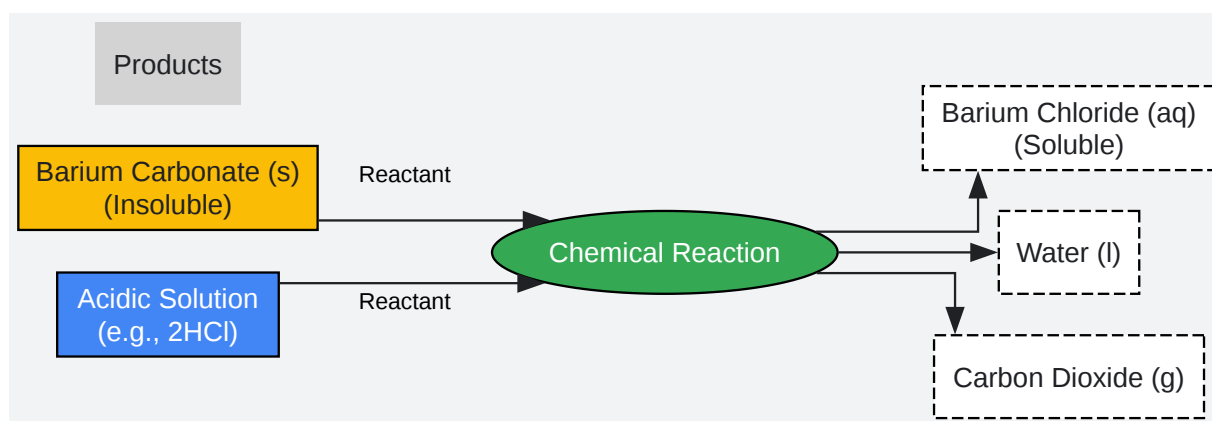 Products
Barium Carbonate (s)
(Insoluble)
Reactant
Acidic Solution
(e.g., 2HCl)
Reactant
Chemical Reaction
Barium Chloride (aq)
(Soluble)
Water (l)
Carbon Dioxide (g)